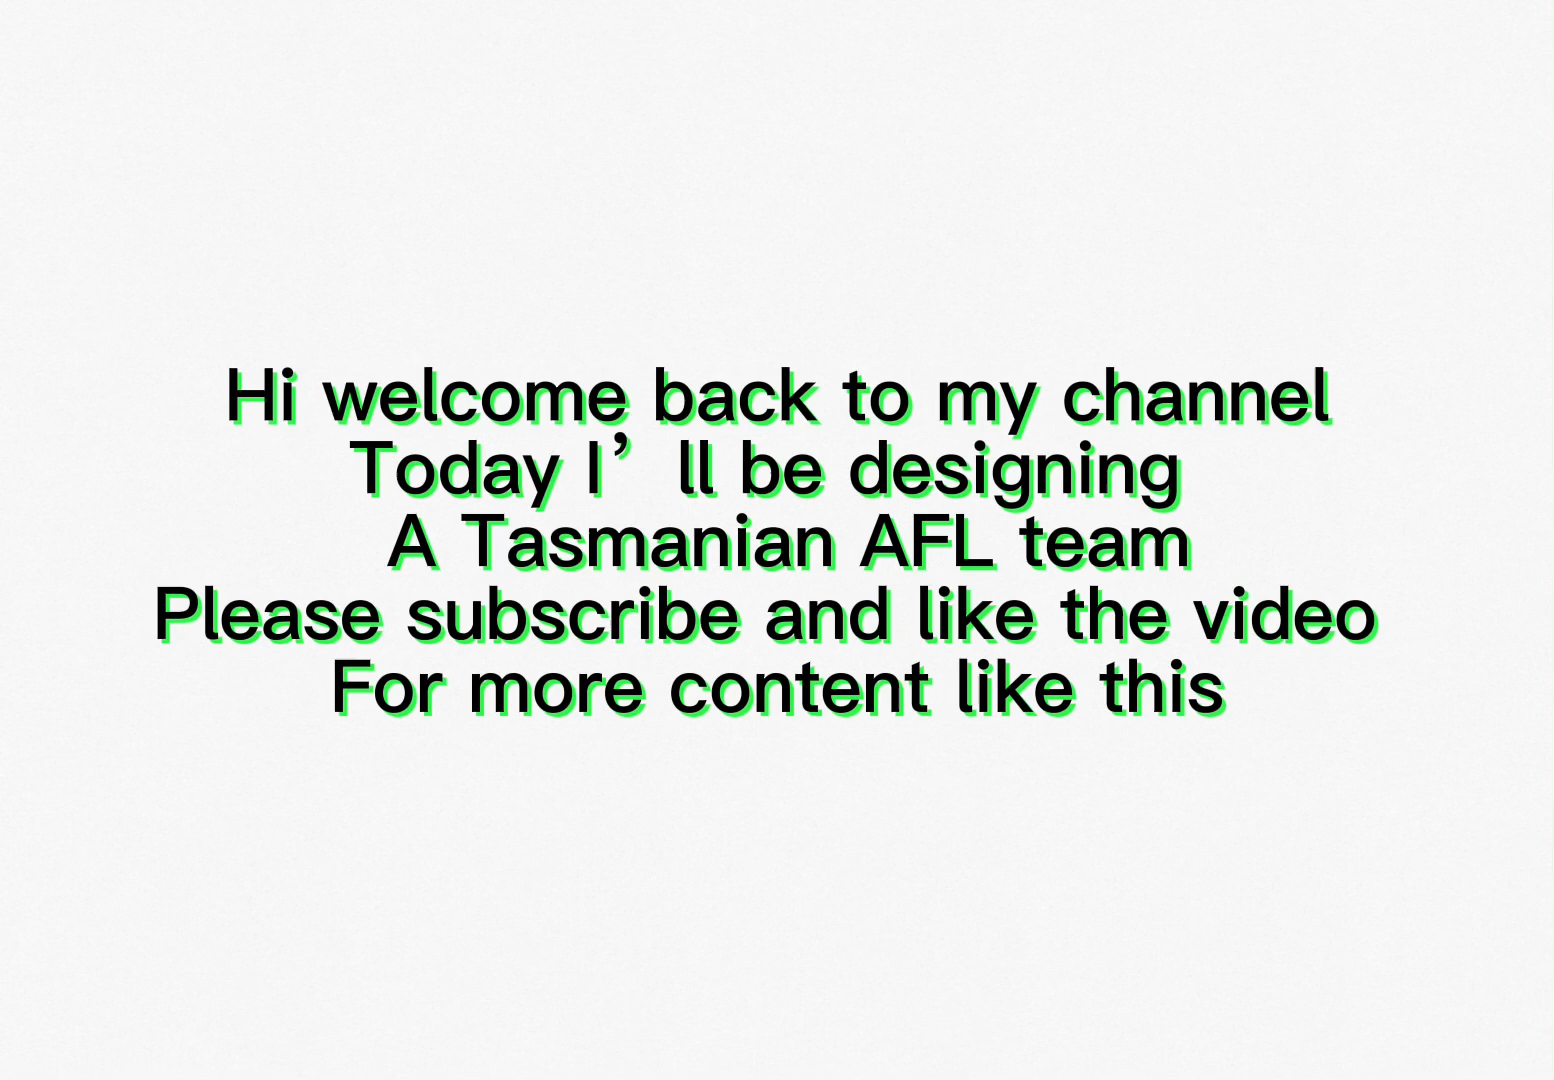 Hi welcome back to my channel
Today I’ll be designing
A Tasmanian AFL team
Please subscribe and like the video
For more content like this